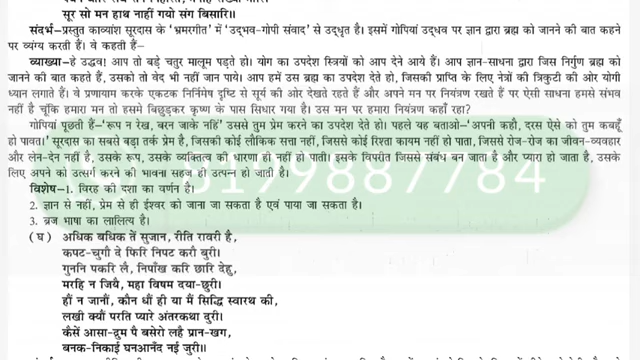 सूर सो मन हाथ नाहीं गयो संग बिसारि॥
संदर्भ–प्रस्तुत काव्यांश सूरदास के 'भ्रमरगीत' में 'उद्भव-गोपी संवाद' से उद्धृत है। इसमें गोपियां उद्धव पर ज्ञान द्वारा ब्रह्म को जानने की बात कहने
पर व्यंग्य करती हैं। वे कहती हैं–
व्याख्या–हे उद्धव! आप तो बड़े चतुर मालूम पड़ते हो। योग का उपदेश स्त्रियों को आप देने आये हैं। आप ज्ञान-साधना द्वारा जिस निर्गुण ब्रह्म को
जानने की बात कहते हैं, उसको तो वेद भी नहीं जान पाये। आप हमें उस ब्रह्म का उपदेश देते हो, जिसकी प्राप्ति के लिए नेत्रों की त्रिकुटी की ओर योगी
ध्यान लगाते हैं। वे प्रणायाम करके एकटक निर्निमेष दृष्टि से सूर्य की ओर देखते रहते हैं और अपने मन पर नियंत्रण रखते हैं पर ऐसी साधना हमसे संभव
नहीं है चूंकि हमारा मन तो हमसे बिछुड़कर कृष्ण के पास सिधार गया है। उस मन पर हमारा नियंत्रण कहाँ रहा?
गोपियां पूछती हैं–'रूप न रेख, बरन जाके नहिं' उससे तुम प्रेम करने का उपदेश देते हो। पहले यह बताओ–'अपनी कहौ, दरस ऐसे को तुम कबहूँ
हो पावत।' सूरदास का सबसे बड़ा तर्क प्रेम है, जिसकी कोई लौकिक सत्ता नहीं, जिससे कोई रिश्ता कायम नहीं हो पाता, जिससे रोज-रोज का जीवन-व्यवहार
और लेन-देन नहीं है, उसके रूप, उसके व्यक्तित्व की धारणा ही नहीं हो पाती। इसके विपरीत जिससे संबंध बन जाता है और प्यारा हो जाता है, उसके
लिए अपने को उत्सर्ग करने की भावना सहज ही उत्पन्न हो जाती है।
विशेष–1. विरह की दशा का वर्णन है।
2. ज्ञान से नहीं, प्रेम से ही ईश्वर को जाना जा सकता है एवं पाया जा सकता है।
3. ब्रज भाषा का लालित्य है।
8199887784
(घ) अधिक बधिक तें सुजान, रीति रावरी है,
कपट-चुगौ दे फिरि निपट करौ बुरी।
गुननि पकरि लै, निपाँख करि छारि देहु,
मरहि न जियै, महा विषम दया-छुरी।
हौं न जानौं, कौन धौं ही या मैं सिद्धि स्वारथ की,
लखी क्यौं परति प्यारे अंतरकथा दुरी।
कैसें आसा-द्रुम पै बसेरो लहै प्रान-खग,
बनक-निकाई घनआनँद नई जुरी॥